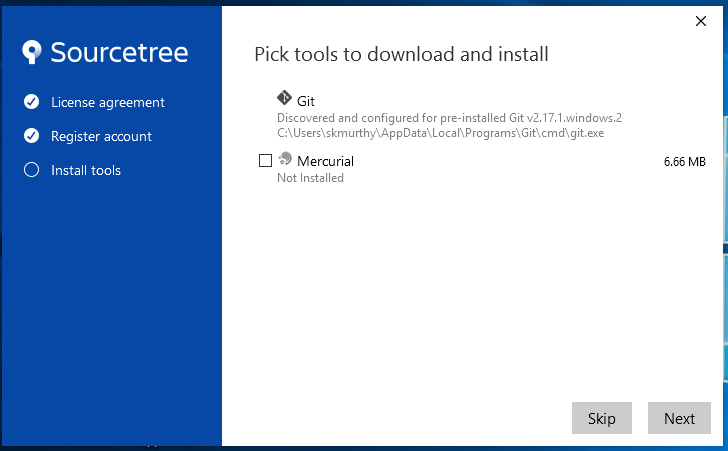 Sourcetree
License agreement
Register account
Install tools
Pick tools to download and install
Git
Discovered and configured for pre-installed Git v2.17.1.windows.2
C:\Users\skmurthy\AppData\Local\Programs\Git\cmd\git.exe
Mercurial 6.66 MB
Not Installed
Skip Next